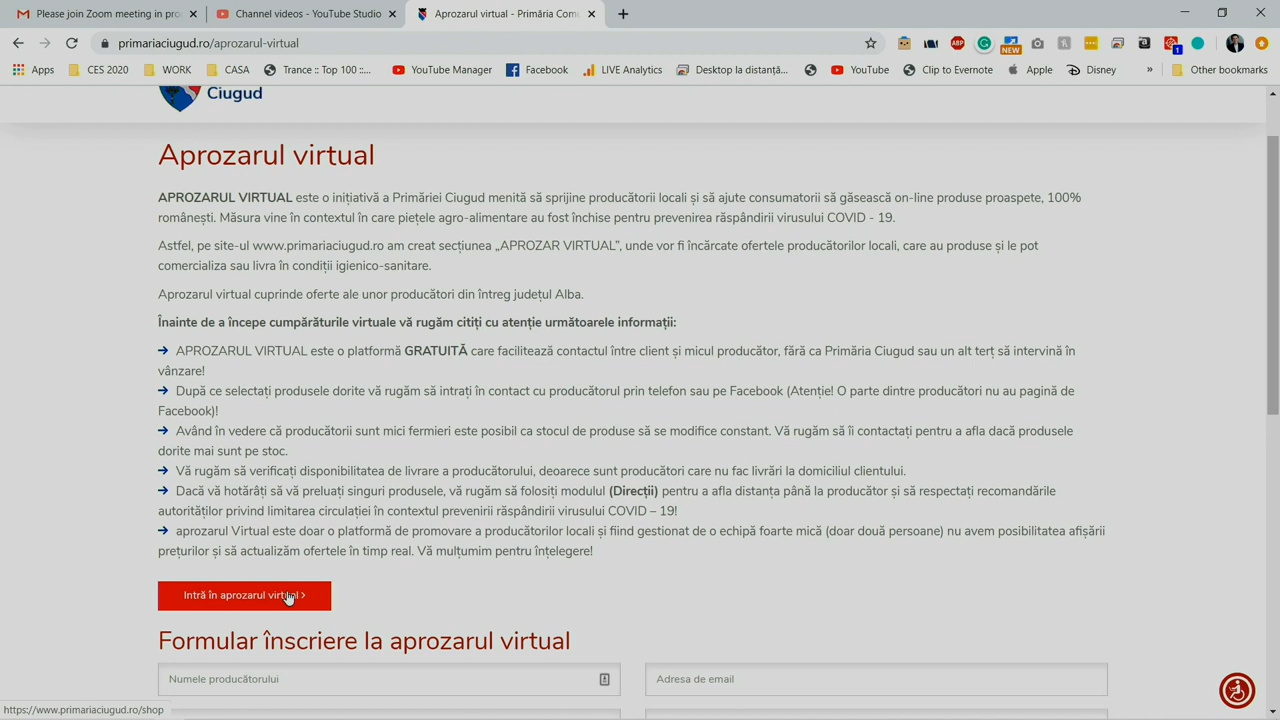 Please join Zoom meeting in pro
Channel videos - YouTube Studio
Aprozarul virtual - Primăria Comu
primariaciugud.ro/aprozarul-virtual
ABP
NEW
1
Apps
CES 2020
WORK
CASA
Trance :: Top 100 ::...
YouTube Manager
Facebook
LIVE Analytics
Desktop la distanță...
YouTube
Clip to Evernote
Apple
Disney
»
Other bookmarks
Ciugud
Aprozarul virtual
APROZARUL VIRTUAL este o inițiativă a Primăriei Ciugud menită să sprijine producătorii locali și să ajute consumatorii să găsească on-line produse proaspete, 100%
românești. Măsura vine în contextul în care piețele agro-alimentare au fost închise pentru prevenirea răspândirii virusului COVID - 19.
Astfel, pe site-ul www.primariaciugud.ro am creat secțiunea „APROZAR VIRTUAL”, unde vor fi încărcate ofertele producătorilor locali, care au produse și le pot
comercializa sau livra în condiții igienico-sanitare.
Aprozarul virtual cuprinde oferte ale unor producători din întreg județul Alba.
Înainte de a începe cumpărăturile virtuale vă rugăm citiți cu atenție următoarele informații:
→ APROZARUL VIRTUAL este o platformă GRATUITĂ care facilitează contactul între client și micul producător, fără ca Primăria Ciugud sau un alt terț să intervină în
vânzare!
→ După ce selectați produsele dorite vă rugăm să intrați în contact cu producătorul prin telefon sau pe Facebook (Atenție! O parte dintre producători nu au pagină de
Facebook)!
→ Având în vedere că producătorii sunt mici fermieri este posibil ca stocul de produse să se modifice constant. Vă rugăm să îi contactați pentru a afla dacă produsele
dorite mai sunt pe stoc.
→ Vă rugăm să verificați disponibilitatea de livrare a producătorului, deoarece sunt producători care nu fac livrări la domiciliul clientului.
→ Dacă vă hotărâți să vă preluați singuri produsele, vă rugăm să folosiți modulul (Direcții) pentru a afla distanța până la producător și să respectați recomandările
autorităților privind limitarea circulației în contextul prevenirii răspândirii virusului COVID – 19!
→ aprozarul Virtual este doar o platformă de promovare a producătorilor locali și fiind gestionat de o echipă foarte mică (doar două persoane) nu avem posibilitatea afișării
prețurilor și să actualizăm ofertele în timp real. Vă mulțumim pentru înțelegere!
Intră în aprozarul virtual >
Formular înscriere la aprozarul virtual
Numele producătorului
Adresa de email
https://www.primariaciugud.ro/shop